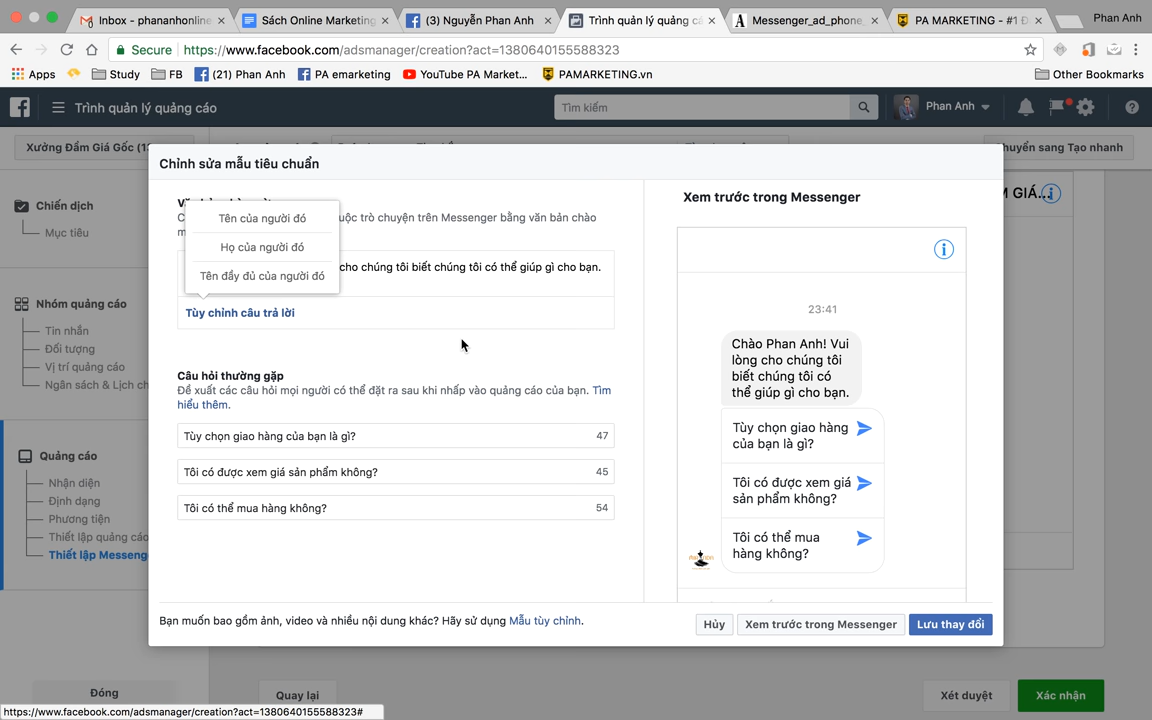 Inbox - phananhonline
Sách Online Marketing
(3) Nguyễn Phan Anh
Trình quản lý quảng cá
Messenger_ad_phone
PA MARKETING - #1 Đ
Phan Anh
Secure
https://www.facebook.com/adsmanager/creation?act=1380640155588323
Apps
Study
FB
(21) Phan Anh
PA emarketing
YouTube PA Market...
PAMARKETING.vn
Other Bookmarks
Trình quản lý quảng cáo
Tìm kiếm
Phan Anh
Xưởng Đầm Giá Gốc (13
Chuyển sang Tạo nhanh
Chiến dịch
Mục tiêu
Nhóm quảng cáo
Tin nhắn
Đối tượng
Vị trí quảng cáo
Ngân sách & Lịch ch
Quảng cáo
Nhận diện
Định dạng
Phương tiện
Thiết lập quảng cáo
Thiết lập Messeng
Đóng
Chỉnh sửa mẫu tiêu chuẩn
cuộc trò chuyện trên Messenger bằng văn bản chào
Tên của người đó
Họ của người đó
Tên đầy đủ của người đó
cho chúng tôi biết chúng tôi có thể giúp gì cho bạn.
Tùy chỉnh câu trả lời
Câu hỏi thường gặp
Đề xuất các câu hỏi mọi người có thể đặt ra sau khi nhấp vào quảng cáo của bạn. Tìm
hiểu thêm.
Tùy chọn giao hàng của bạn là gì? 47
Tôi có được xem giá sản phẩm không? 45
Tôi có thể mua hàng không? 54
Xem trước trong Messenger
23:41
Chào Phan Anh! Vui
lòng cho chúng tôi
biết chúng tôi có
thể giúp gì cho bạn.
Tùy chọn giao hàng
của bạn là gì?
Tôi có được xem giá
sản phẩm không?
Tôi có thể mua
hàng không?
M GIÁ...
Bạn muốn bao gồm ảnh, video và nhiều nội dung khác? Hãy sử dụng Mẫu tùy chỉnh.
Hủy
Xem trước trong Messenger
Lưu thay đổi
Quay lại
Xét duyệt
Xác nhận
https://www.facebook.com/adsmanager/creation?act=1380640155588323#